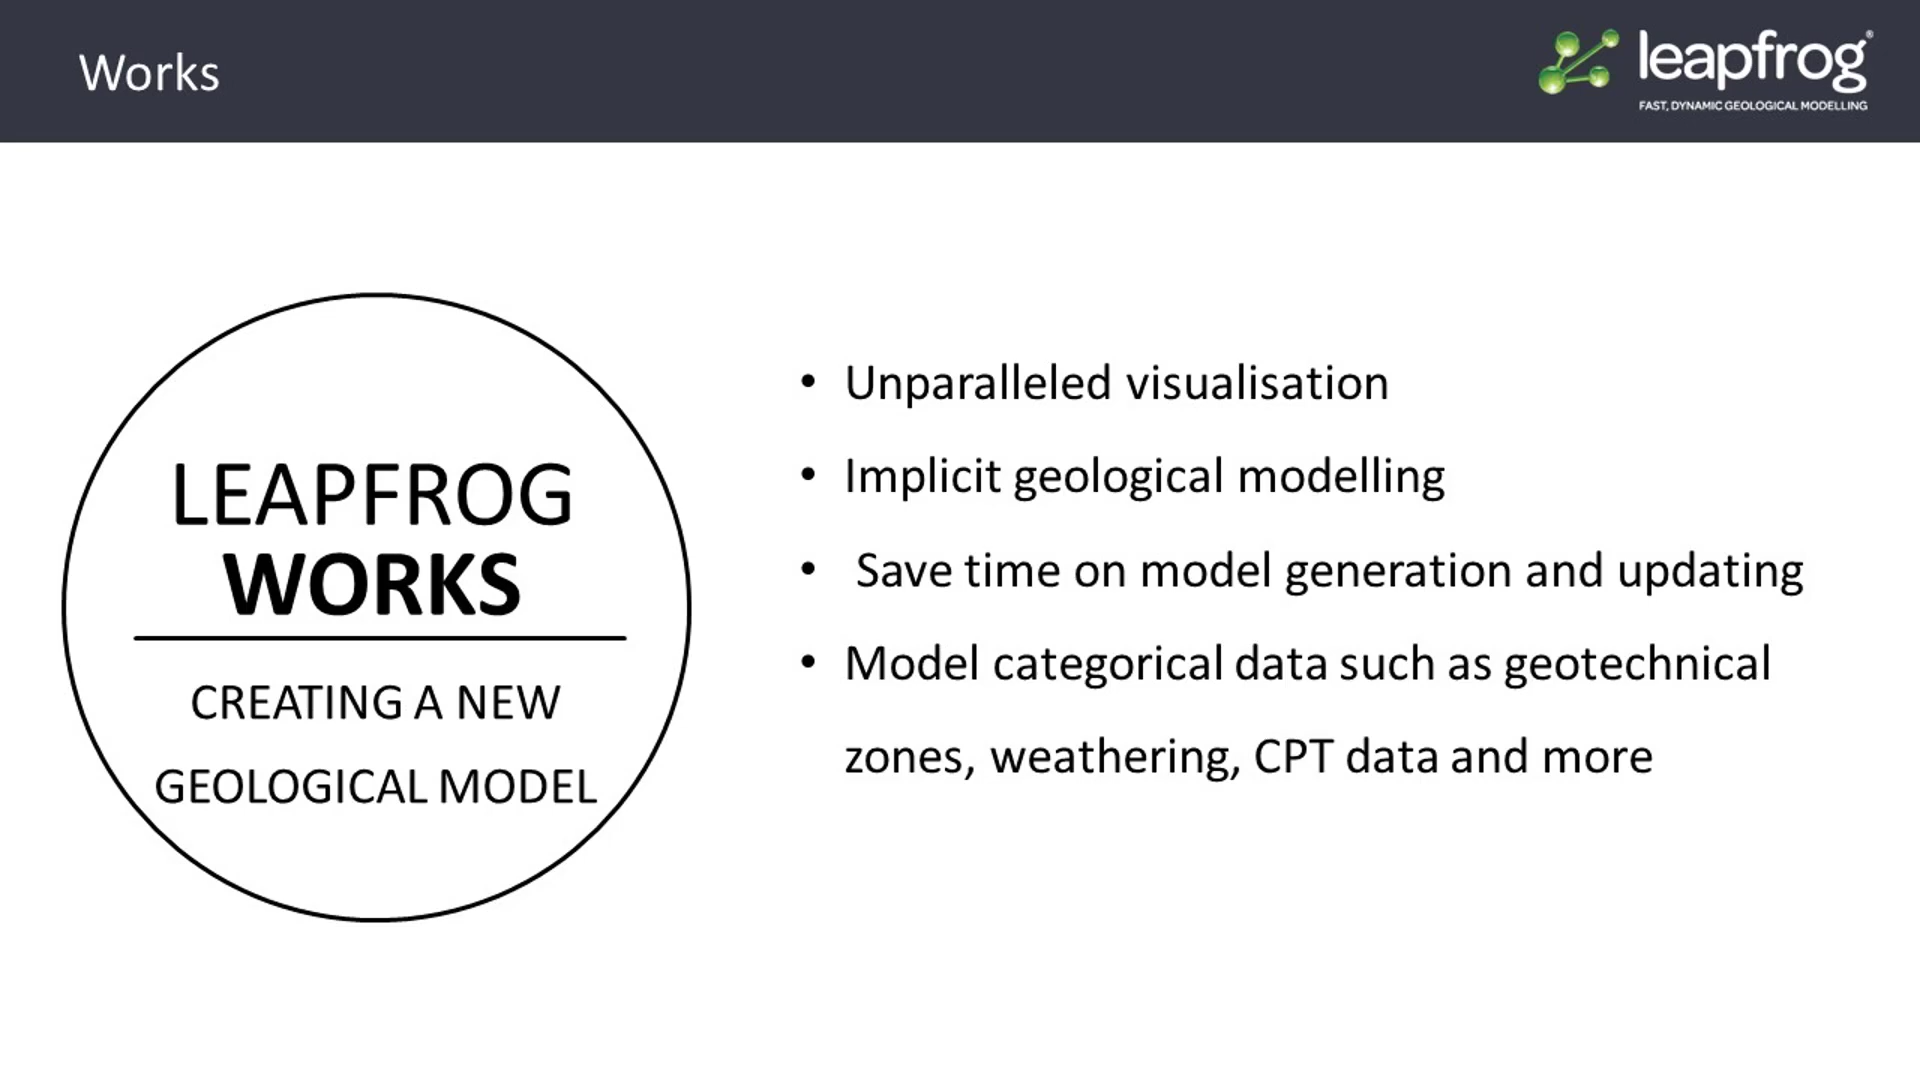 Works
leapfrog®
FAST, DYNAMIC GEOLOGICAL MODELLING
LEAPFROG
WORKS
CREATING A NEW
GEOLOGICAL MODEL
• Unparalleled visualisation
• Implicit geological modelling
• Save time on model generation and updating
• Model categorical data such as geotechnical
zones, weathering, CPT data and more